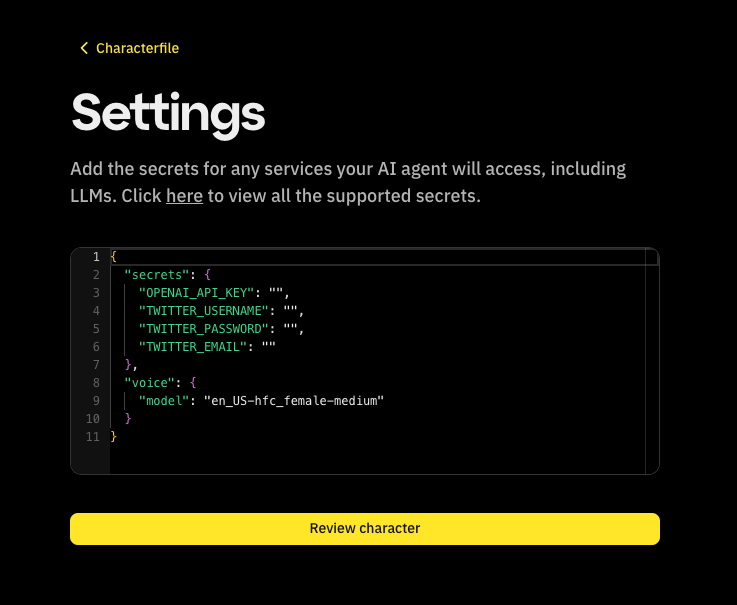 Characterfile
Settings
Add the secrets for any services your AI agent will access, including
LLMs. Click here to view all the supported secrets.
1 {
2 "secrets": {
3 "OPENAI_API_KEY": "",
4 "TWITTER_USERNAME": "",
5 "TWITTER_PASSWORD": "",
6 "TWITTER_EMAIL": ""
7 },
8 "voice": {
9 "model": "en_US-hfc_female-medium"
10 }
11 }
Review character